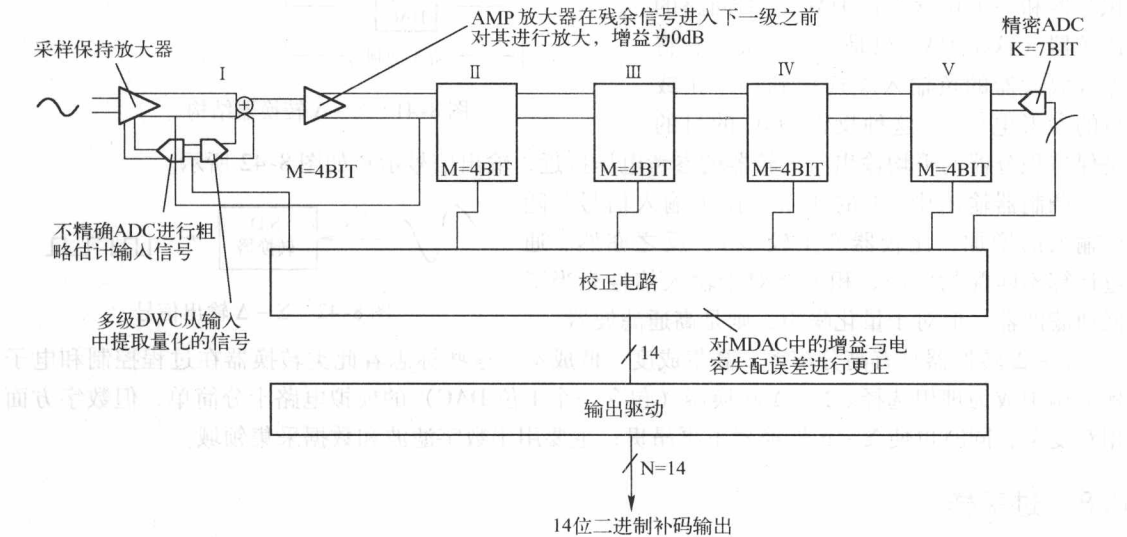 AMP放大器在残余信号进入下一级之前
对其进行放大，增益为0dB
精密ADC
K=7BIT
采样保持放大器
I
II
III
IV
V
M=4BIT
M=4BIT
M=4BIT
M=4BIT
M=4BIT
不精确ADC进行粗
略估计输入信号
校正电路
多级DWC从输入
中提取量化的信号
14
对MDAC中的增益与电
容失配误差进行更正
输出驱动
N=14
14位二进制补码输出